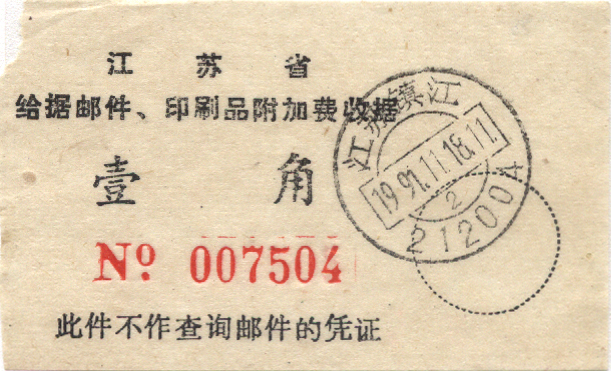 江苏省
给据邮件、印刷品附加费收据
壹角
Nº 007504
此件不作查询邮件的凭证
江苏镇江
1991.11.18.11
2
212004